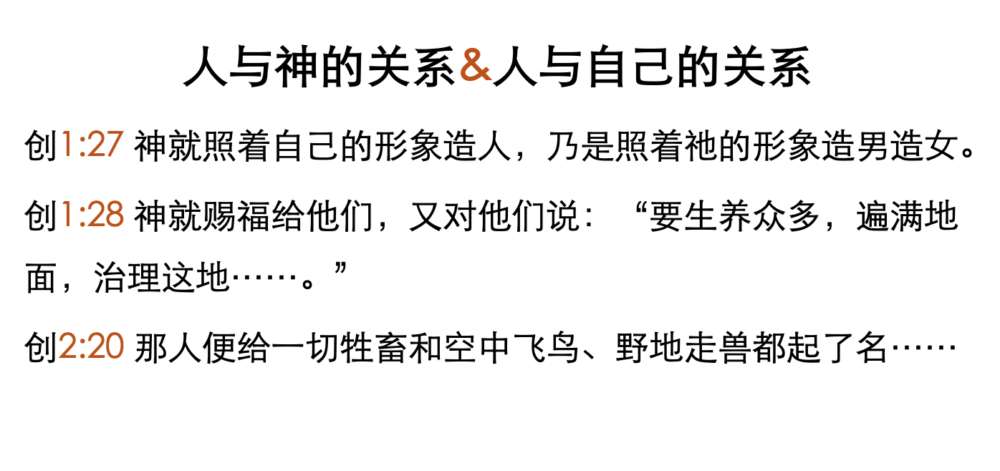 人与神的关系&人与自己的关系
创1:27 神就照着自己的形象造人，乃是照着祂的形象造男造女。
创1:28 神就赐福给他们，又对他们说：“要生养众多，遍满地
面，治理这地……。”
创2:20 那人便给一切牲畜和空中飞鸟、野地走兽都起了名……